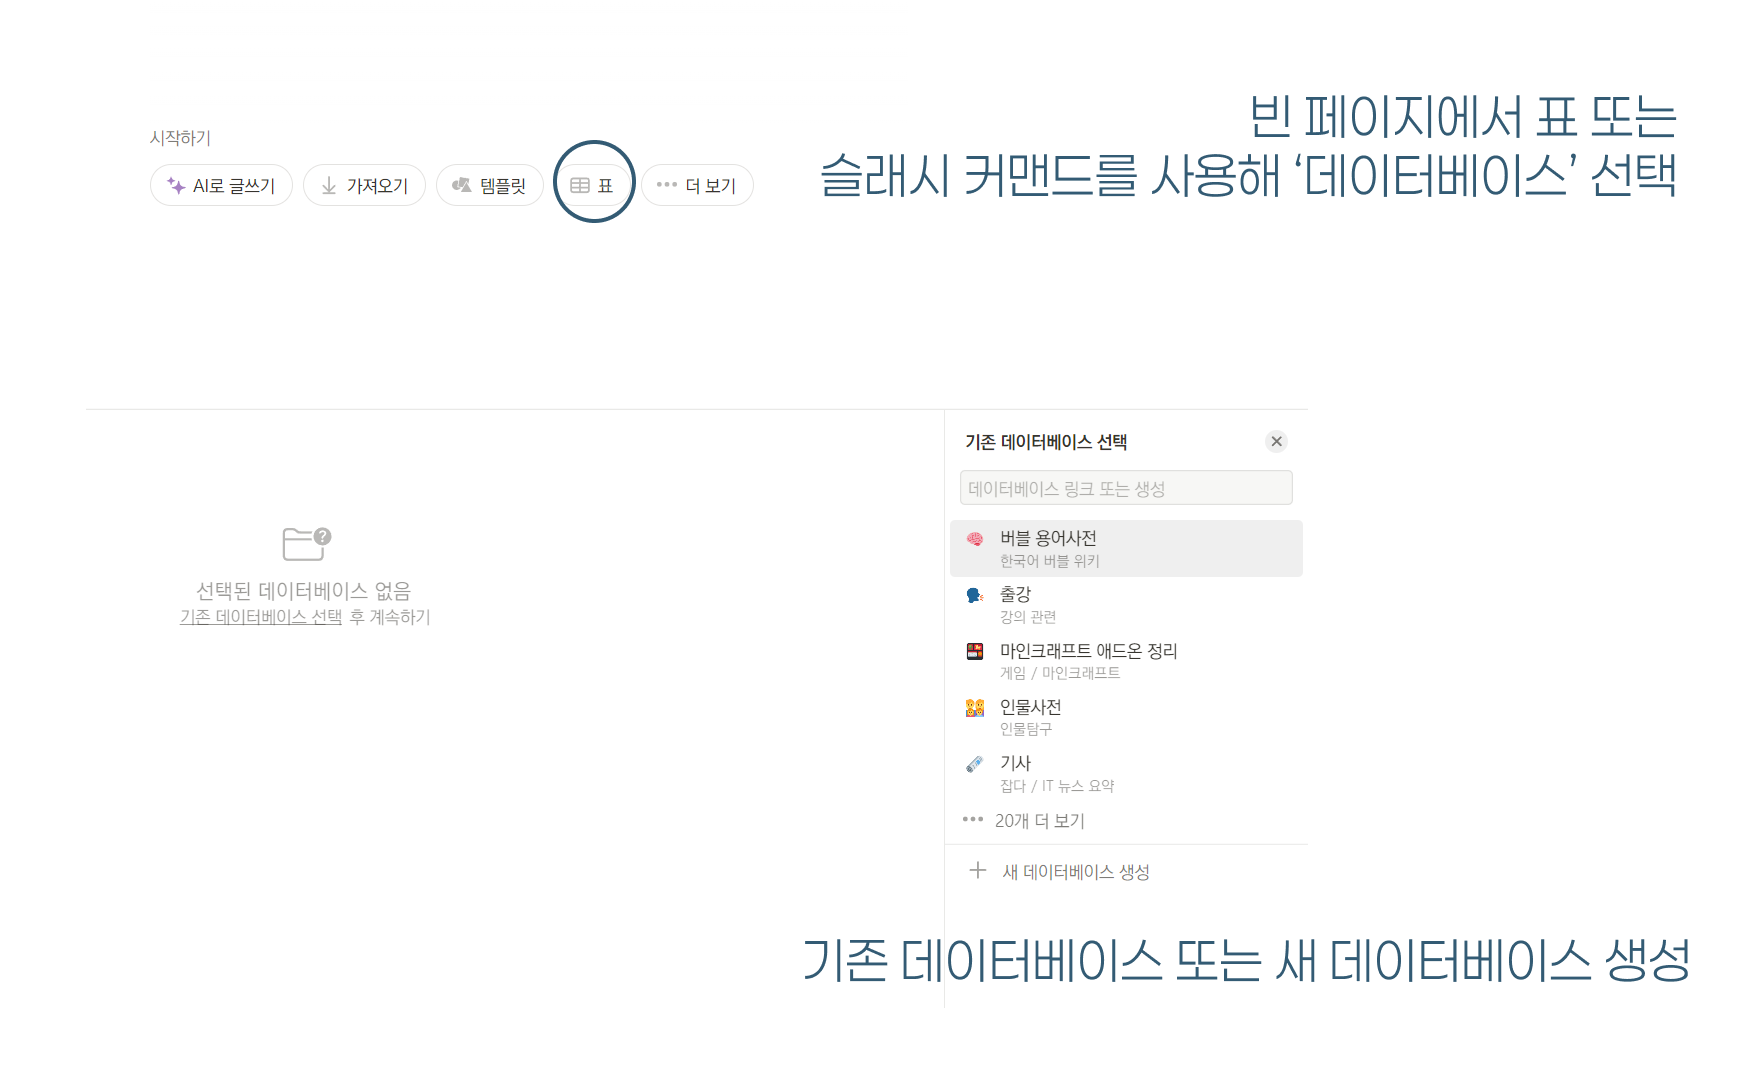 빈 페이지에서 표 또는
슬래시 커맨드를 사용해 ‘데이터베이스’ 선택
시작하기
AI로 글쓰기
가져오기
템플릿
표
더 보기
선택된 데이터베이스 없음
기존 데이터베이스 선택 후 계속하기
기존 데이터베이스 선택
데이터베이스 링크 또는 생성
버블 용어사전
한국어 버블 위키
출강
강의 관련
마인크래프트 애드온 정리
게임 / 마인크래프트
인물사전
인물탐구
기사
잡다 / IT 뉴스 요약
20개 더 보기
새 데이터베이스 생성
기존 데이터베이스 또는 새 데이터베이스 생성